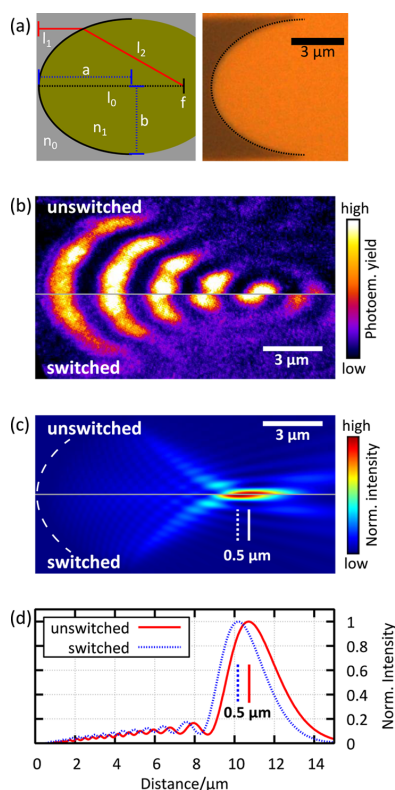 (a)
l1
l2
a
l0
f
n1
b
n0
3 μm
(b)
unswitched
switched
3 μm
high
Photoem. yield
low
(c)
unswitched
switched
3 μm
0.5 μm
high
Norm. intensity
low
(d)
unswitched
switched
0.5 μm
1
0.8
0.6
0.4
0.2
0
Norm. Intensity
0 2 4 6 8 10 12 14
Distance/μm